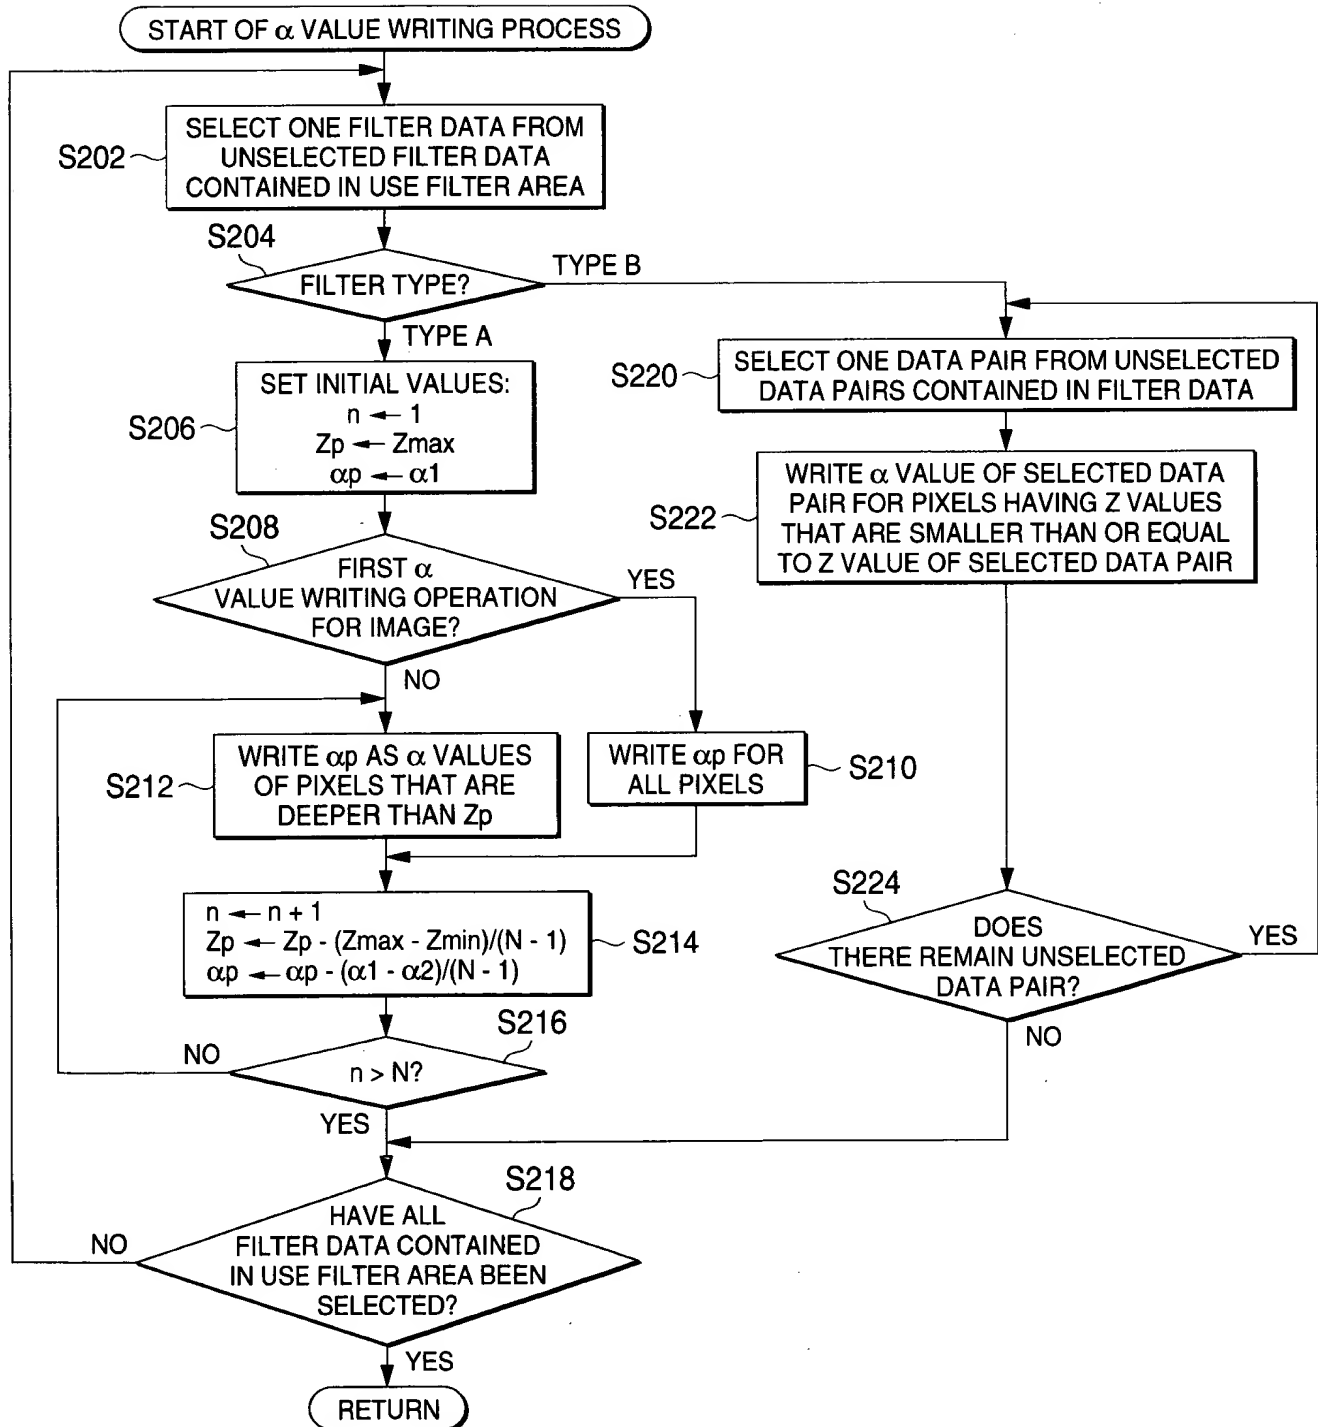 START OF α VALUE WRITING PROCESS
S202
SELECT ONE FILTER DATA FROM
UNSELECTED FILTER DATA
CONTAINED IN USE FILTER AREA
S204
FILTER TYPE?
TYPE B
TYPE A
S206
SET INITIAL VALUES:
n ← 1
Zp ← Zmax
αp ← α1
S220
SELECT ONE DATA PAIR FROM UNSELECTED
DATA PAIRS CONTAINED IN FILTER DATA
S222
WRITE α VALUE OF SELECTED DATA
PAIR FOR PIXELS HAVING Z VALUES
THAT ARE SMALLER THAN OR EQUAL
TO Z VALUE OF SELECTED DATA PAIR
S208
FIRST α
VALUE WRITING OPERATION
FOR IMAGE?
YES
NO
S212
WRITE αp AS α VALUES
OF PIXELS THAT ARE
DEEPER THAN Zp
WRITE αp FOR
ALL PIXELS
S210
n ← n + 1
Zp ← Zp - (Zmax - Zmin)/(N - 1)
αp ← αp - (α1 - α2)/(N - 1)
S214
S224
DOES
THERE REMAIN UNSELECTED
DATA PAIR?
YES
NO
S216
n > N?
NO
YES
S218
HAVE ALL
FILTER DATA CONTAINED
IN USE FILTER AREA BEEN
SELECTED?
NO
YES
RETURN